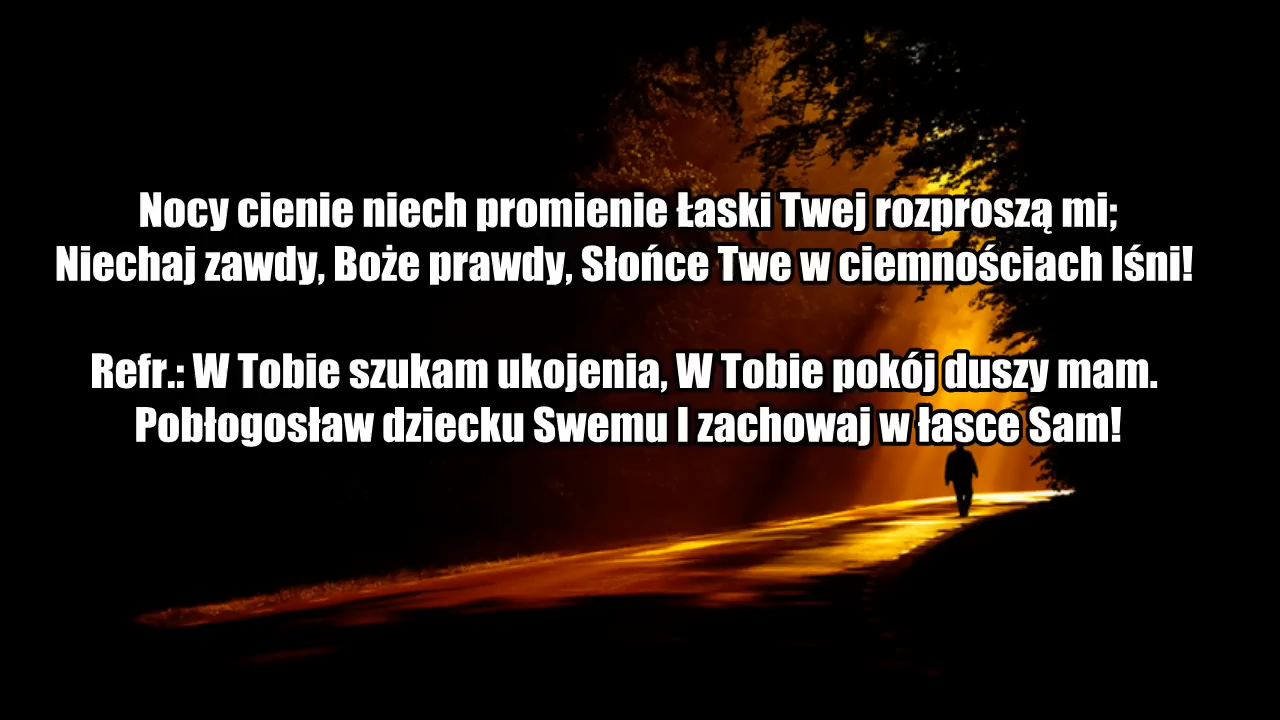 Nocy cienie niech promienie Łaski Twej rozproszą mi;
Niechaj zawdy, Boże prawdy, Słońce Twe w ciemnościach lśni!
Refr.: W Tobie szukam ukojenia, W Tobie pokój duszy mam.
Pobłogosław dziecku Swemu I zachowaj w łasce Sam!